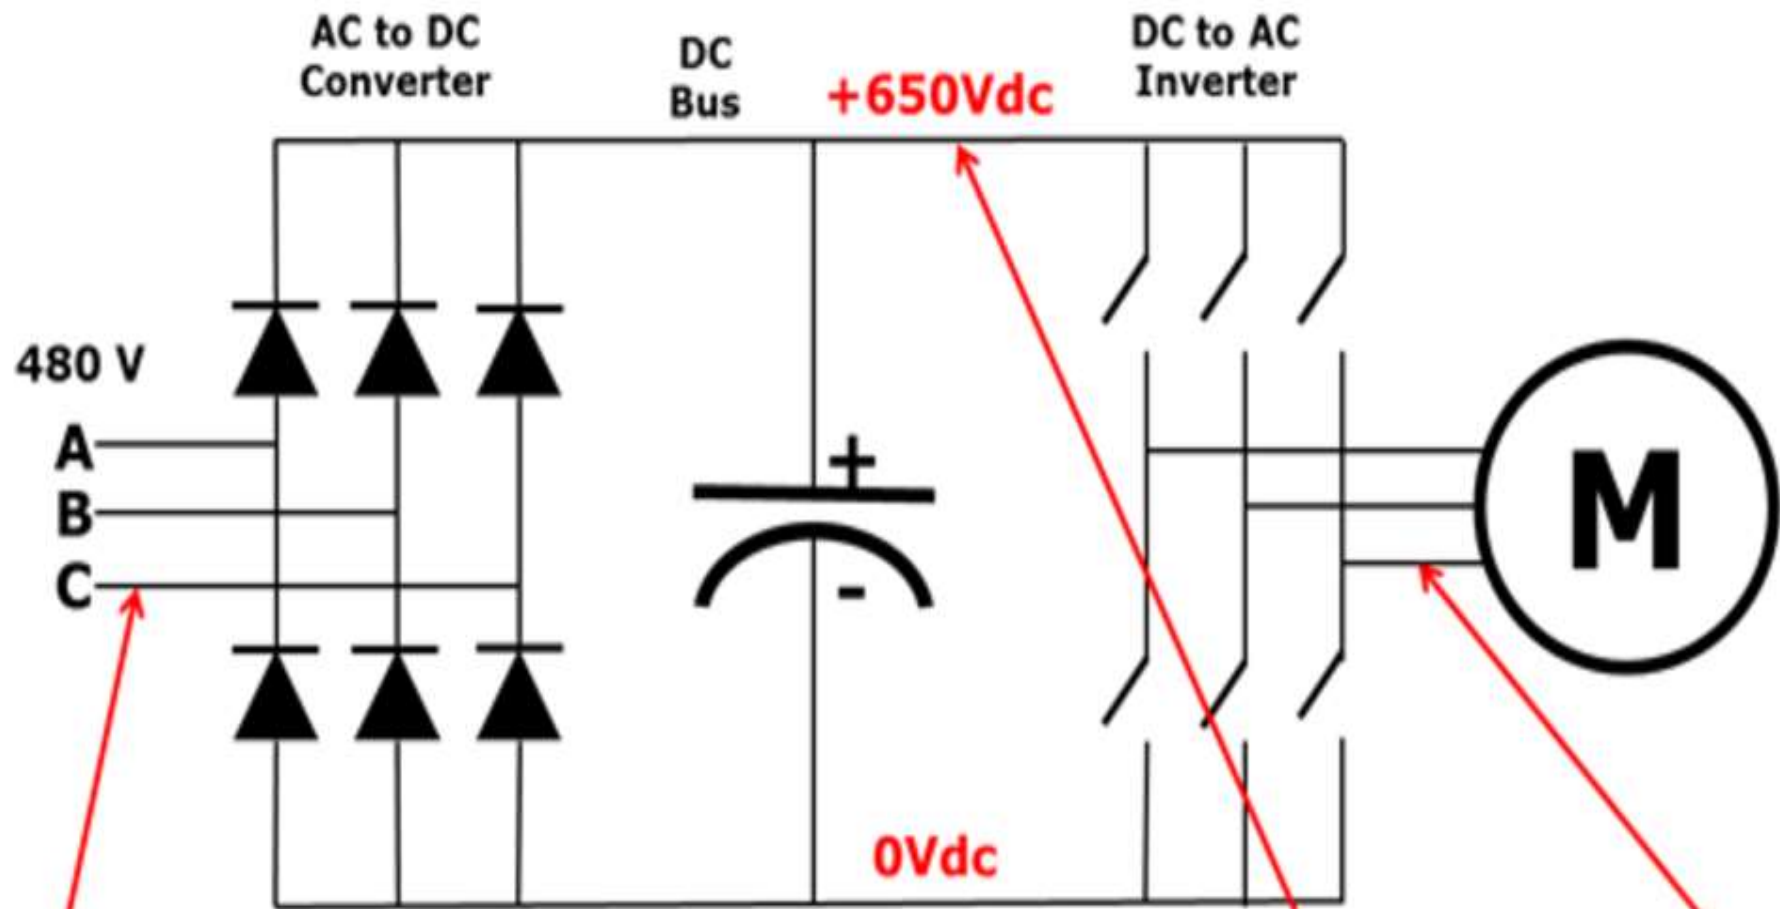 AC to DC
Converter
DC
Bus
+650Vdc
DC to AC
Inverter
480 V
A
B
C
+
-
M
0Vdc